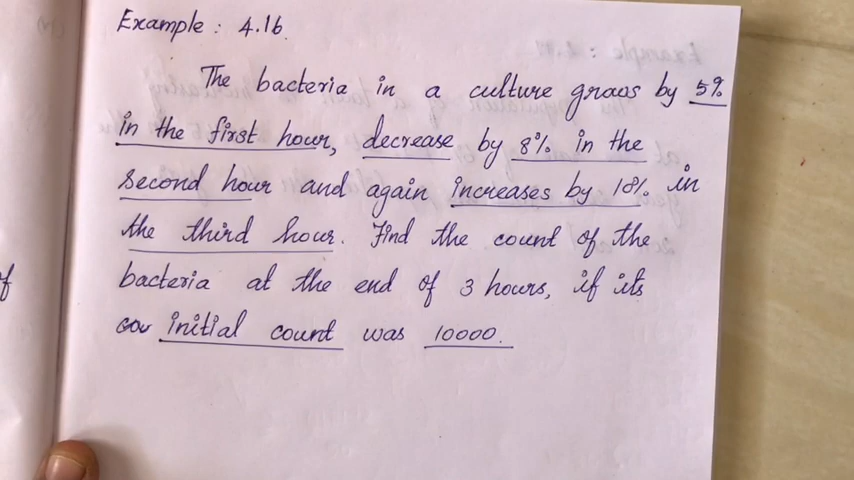 Example : 4.16
The bacteria in a culture grows by 5%
in the first hour, decrease by 8% in the
second hour and again increases by 10% in
the third hour. Find the count of the
bacteria at the end of 3 hours, if its
cou initial count was 10000.
of